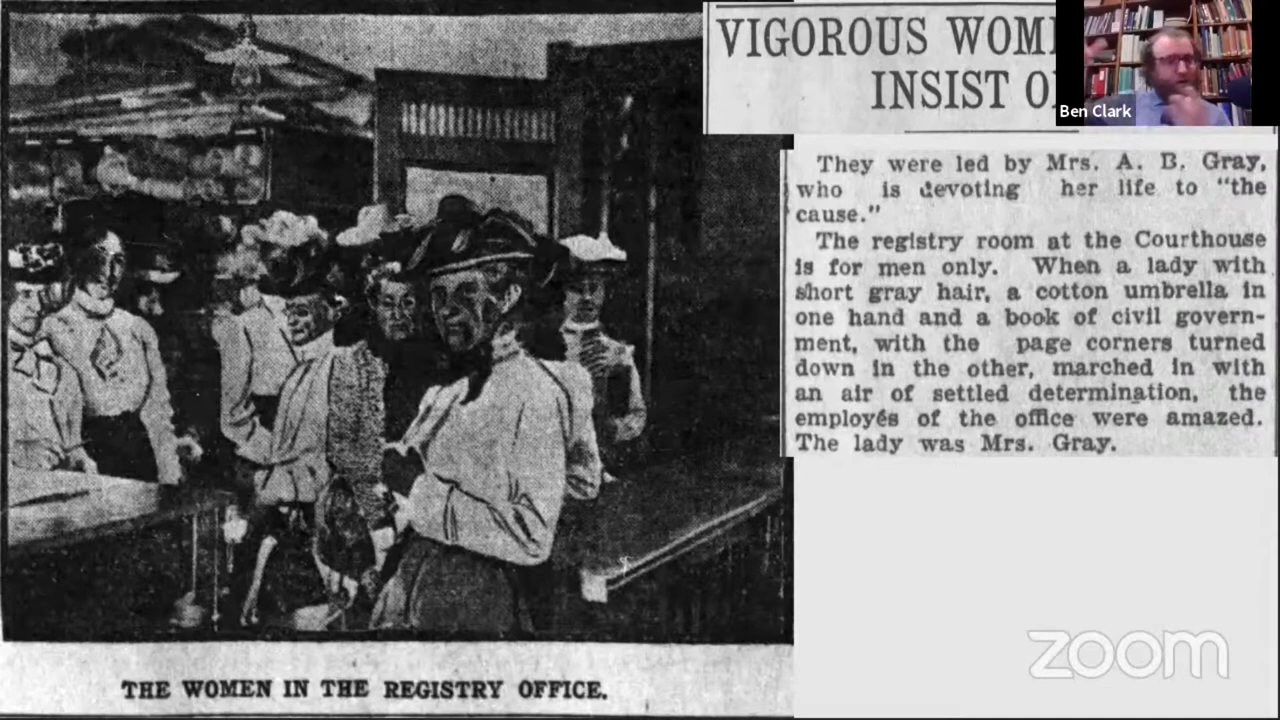 VIGOROUS WOM
INSIST O
Ben Clark
They were led by Mrs. A. B. Gray,
who is devoting her life to "the
cause."
The registry room at the Courthouse
is for men only. When a lady with
short gray hair, a cotton umbrella in
one hand and a book of civil govern-
ment, with the page corners turned
down in the other, marched in with
an air of settled determination, the
employés of the office were amazed.
The lady was Mrs. Gray.
zoom
THE WOMEN IN THE REGISTRY OFFICE.